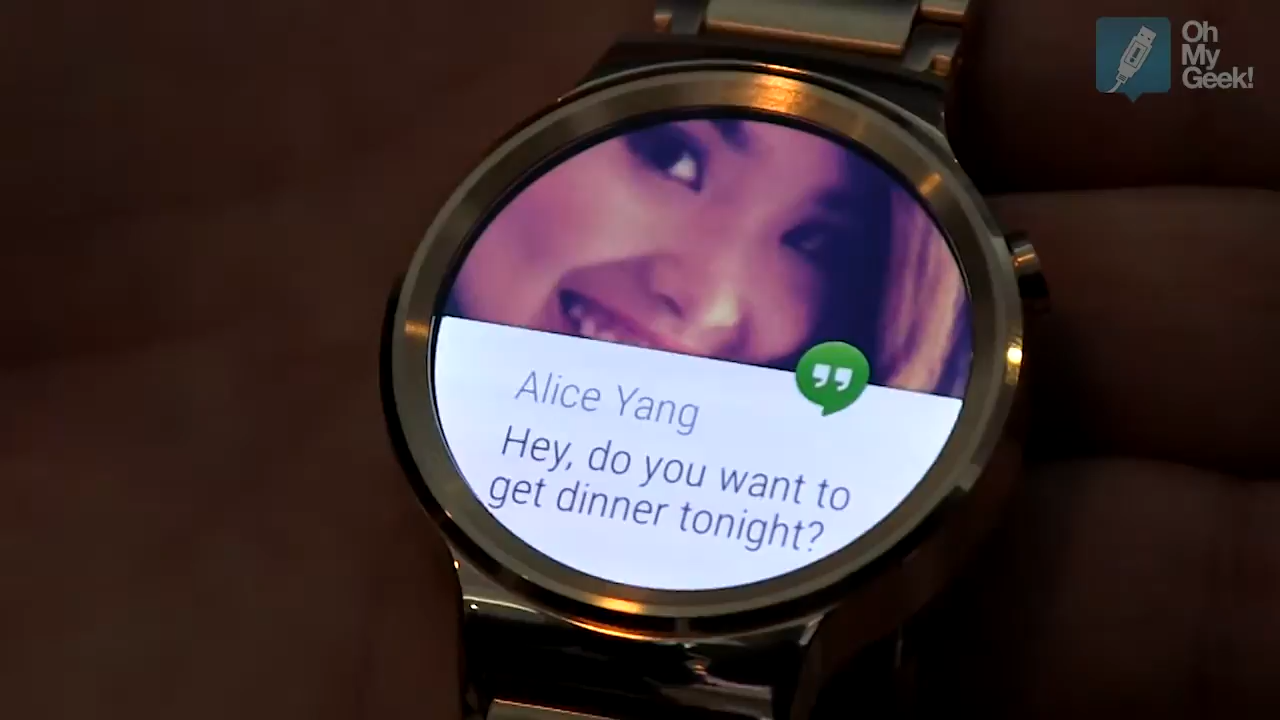 Oh
My
Geek!
Alice Yang
Hey, do you want to
get dinner tonight?